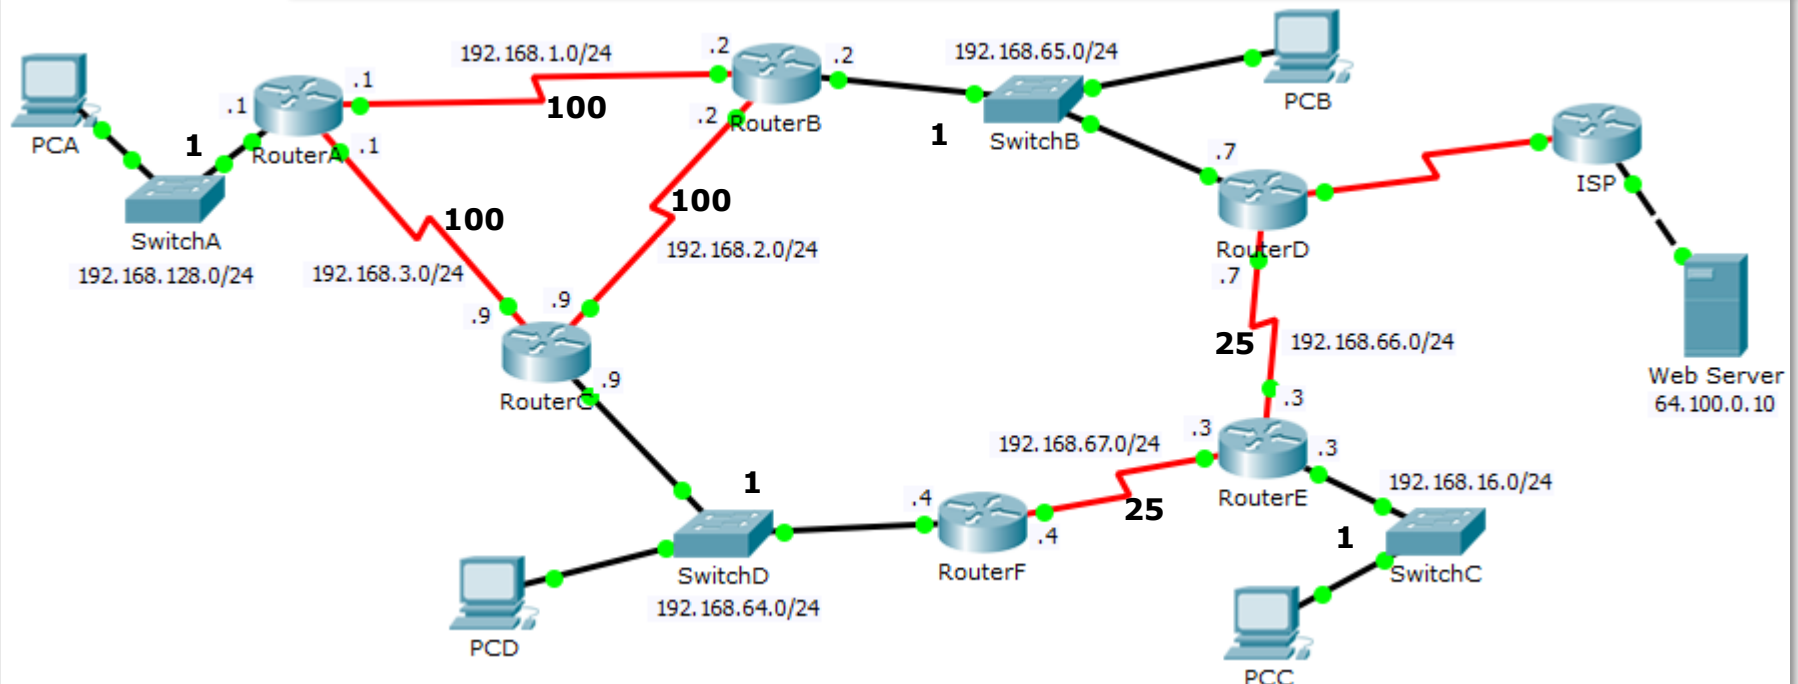 192.168.1.0/24
.2
.2
192.168.65.0/24
.1
.1
100
.2
RouterB
PCB
PCA
1
RouterA
.1
1
SwitchB
.7
ISP
100
100
SwitchA
192.168.128.0/24
192.168.3.0/24
192.168.2.0/24
RouterD
.7
.9
.9
25
192.168.66.0/24
Web Server
64.100.0.10
RouterC
.9
.3
192.168.67.0/24
.3
.3
1
.4
25
.4
RouterE
192.168.16.0/24
1
SwitchC
SwitchD
192.168.64.0/24
RouterF
PCD
PCC